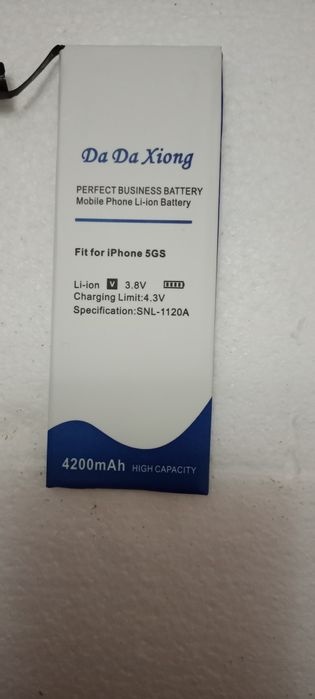 Da Da Xiong
PERFECT BUSINESS BATTERY
Mobile Phone Li-ion Battery
Fit for iPhone 5GS
Li-ion V 3.8V
Charging Limit:4.3V
Specification:SNL-1120A
4200mAh HIGH CAPACITY